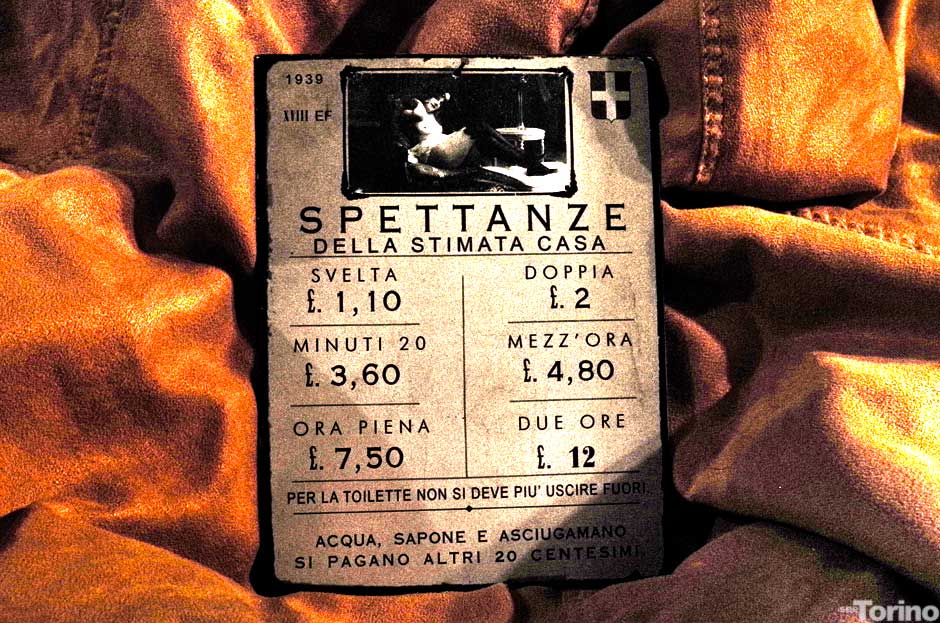 1939
XVIII EF
SPETTANZE
DELLA STIMATA CASA
SVELTA
£. 1,10
DOPPIA
£. 2
MINUTI 20
£. 3,60
MEZZ'ORA
£. 4,80
ORA PIENA
£. 7,50
DUE ORE
£. 12
PER LA TOILETTE NON SI DEVE PIU' USCIRE FUORI.
ACQUA, SAPONE E ASCIUGAMANO
SI PAGANO ALTRI 20 CENTESIMI.
Torino